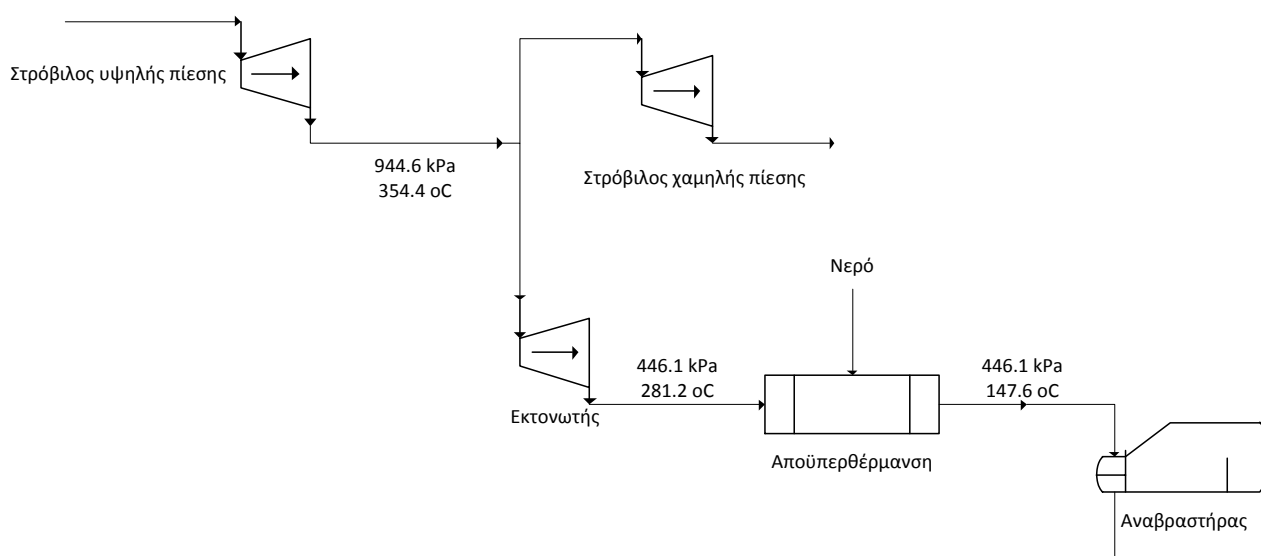 Στρόβιλος υψηλής πίεσης
944.6 kPa
354.4 oC
Στρόβιλος χαμηλής πίεσης
Νερό
446.1 kPa
281.2 oC
446.1 kPa
147.6 oC
Εκτονωτής
Αποϋπερθέρμανση
Αναβραστήρας